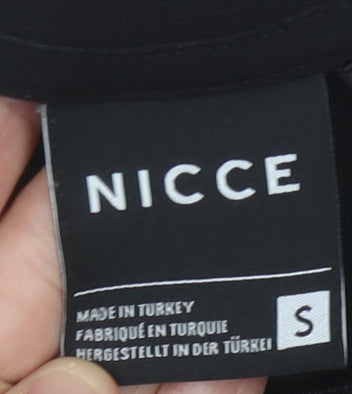 NICCE
MADE IN TURKEY
FABRIQUÉ EN TURQUIE
HERGESTELLT IN DER TÜRKEI
S